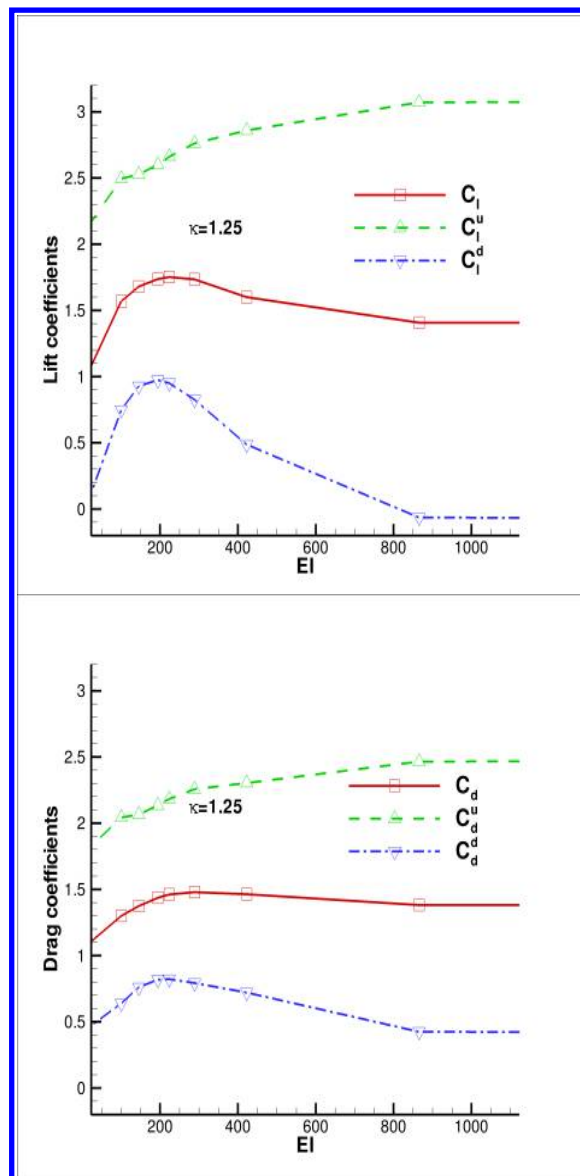 3
2.5
2
1.5
1
0.5
0
Lift coefficients
κ=1.25
C_l
C_l^u
C_l^d
200 400 600 800 1000
EI
3
2.5
2
1.5
1
0.5
0
Drag coefficients
κ=1.25
C_d
C_d^u
C_d^d
200 400 600 800 1000
EI